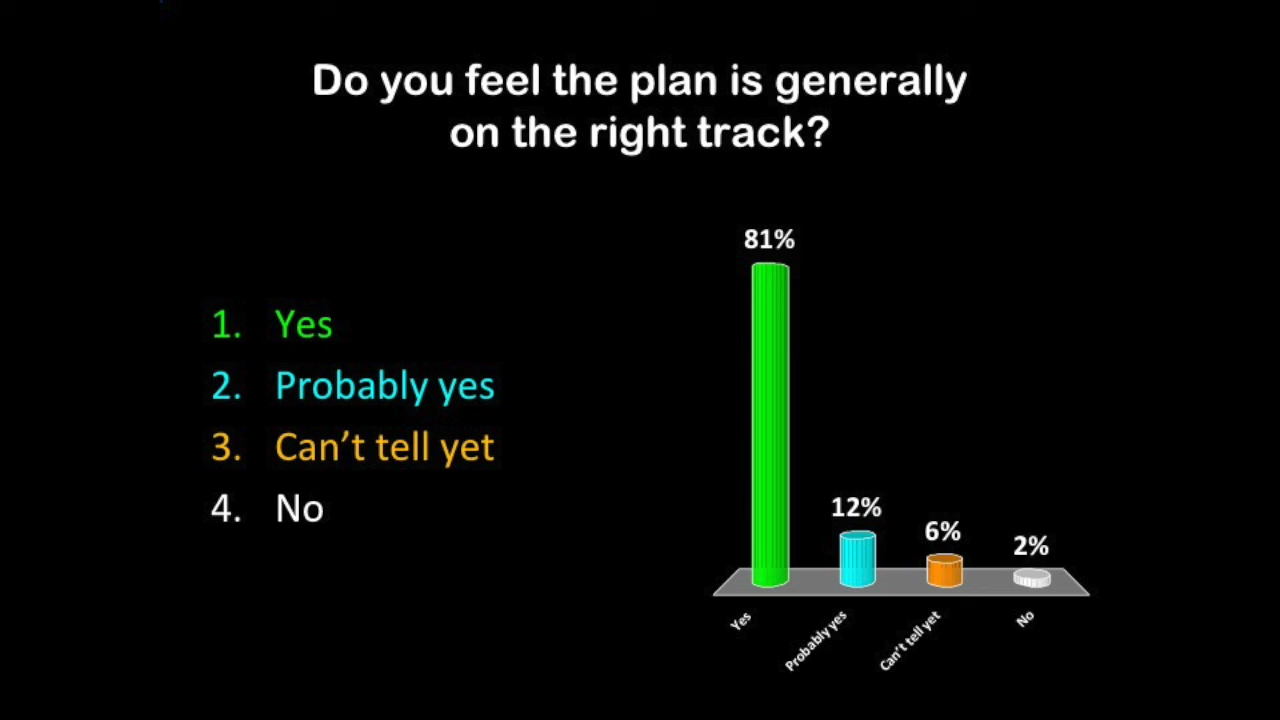 Do you feel the plan is generally
on the right track?
1. Yes
2. Probably yes
3. Can't tell yet
4. No
81%
12%
6%
2%
Yes
Probably yes
Can't tell yet
No